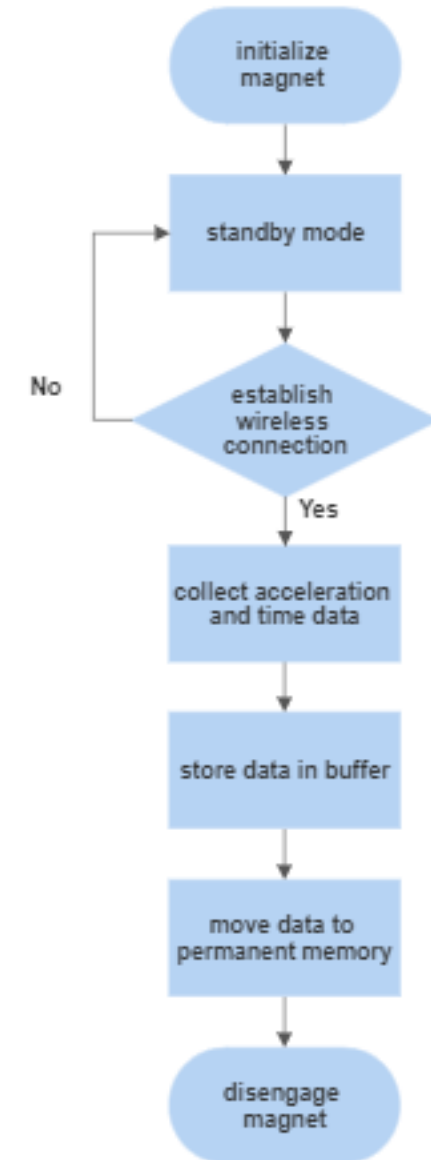 initialize
magnet
standby mode
No
establish
wireless
connection
Yes
collect acceleration
and time data
store data in buffer
move data to
permanent memory
disengage
magnet